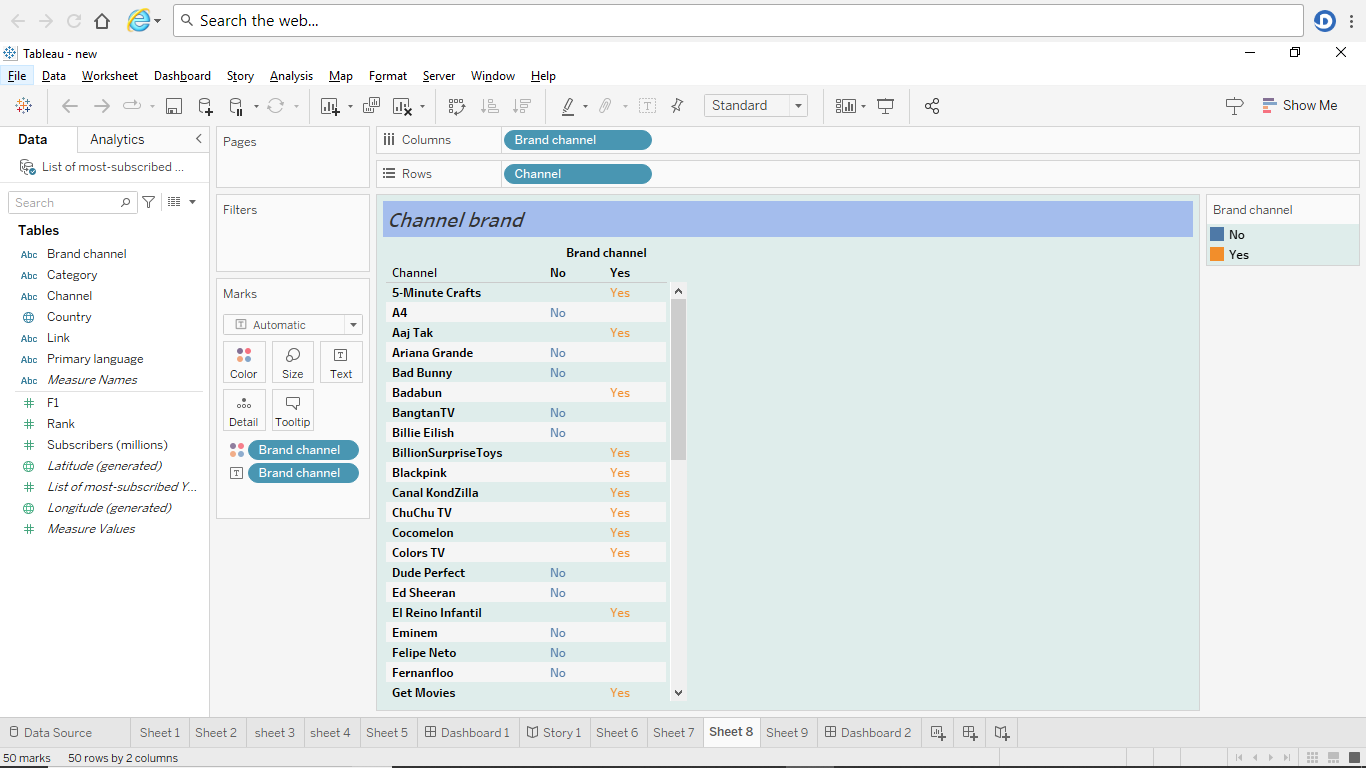 Search the web...
Tableau - new
File Data Worksheet Dashboard Story Analysis Map Format Server Window Help
Standard
Show Me
Data Analytics
List of most-subscribed ...
Search
Tables
Abc Brand channel
Abc Category
Abc Channel
Country
Abc Link
Abc Primary language
Abc Measure Names
F1
Rank
Subscribers (millions)
Latitude (generated)
List of most-subscribed Y...
Longitude (generated)
Measure Values
Pages
Filters
Marks
Automatic
Color Size Text
Detail Tooltip
Brand channel
Brand channel
Columns Brand channel
Rows Channel
Channel brand
Brand channel
Channel No Yes
5-Minute Crafts Yes
A4 No
Aaj Tak Yes
Ariana Grande No
Bad Bunny No
Badabun Yes
BangtanTV No
Billie Eilish No
BillionSurpriseToys Yes
Blackpink Yes
Canal KondZilla Yes
ChuChu TV Yes
Cocomelon Yes
Colors TV Yes
Dude Perfect No
Ed Sheeran No
El Reino Infantil Yes
Eminem No
Felipe Neto No
Fernanfloo No
Get Movies Yes
Brand channel
No
Yes
Data Source Sheet 1 Sheet 2 sheet 3 sheet 4 Sheet 5 Dashboard 1 Story 1 Sheet 6 Sheet 7 Sheet 8 Sheet 9 Dashboard 2
50 marks 50 rows by 2 columns